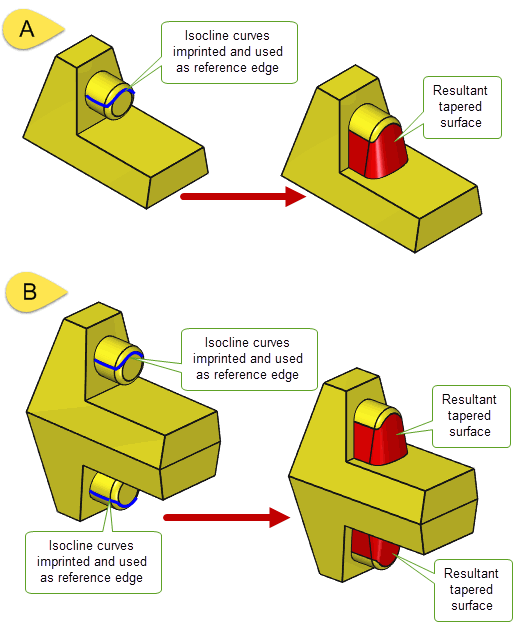 A
Isocline curves
imprinted and used
as reference edge
Resultant
tapered
surface
B
Isocline curves
imprinted and used
as reference edge
Resultant
tapered
surface
Isocline curves
imprinted and used
as reference edge
Resultant
tapered
surface